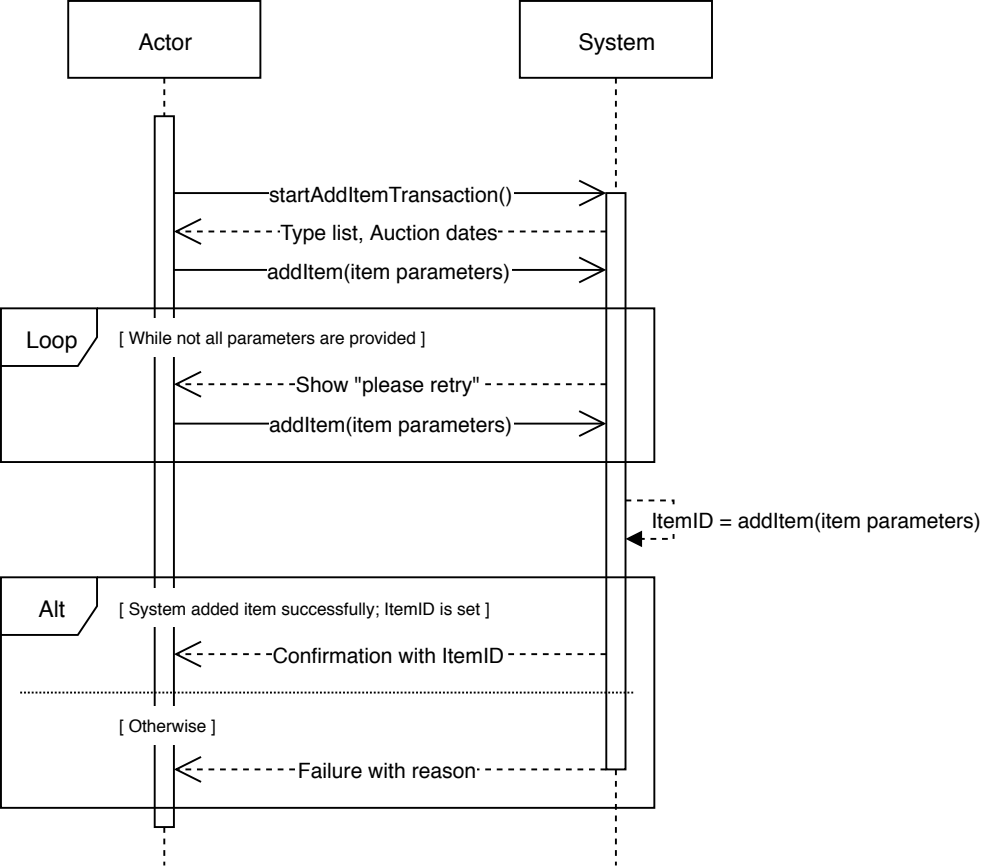 Actor
System
startAddItemTransaction()
Type list, Auction dates
addItem(item parameters)
Loop
[ While not all parameters are provided ]
Show "please retry"
addItem(item parameters)
ItemID = addItem(item parameters)
Alt
[ System added item successfully; ItemID is set ]
Confirmation with ItemID
[ Otherwise ]
Failure with reason